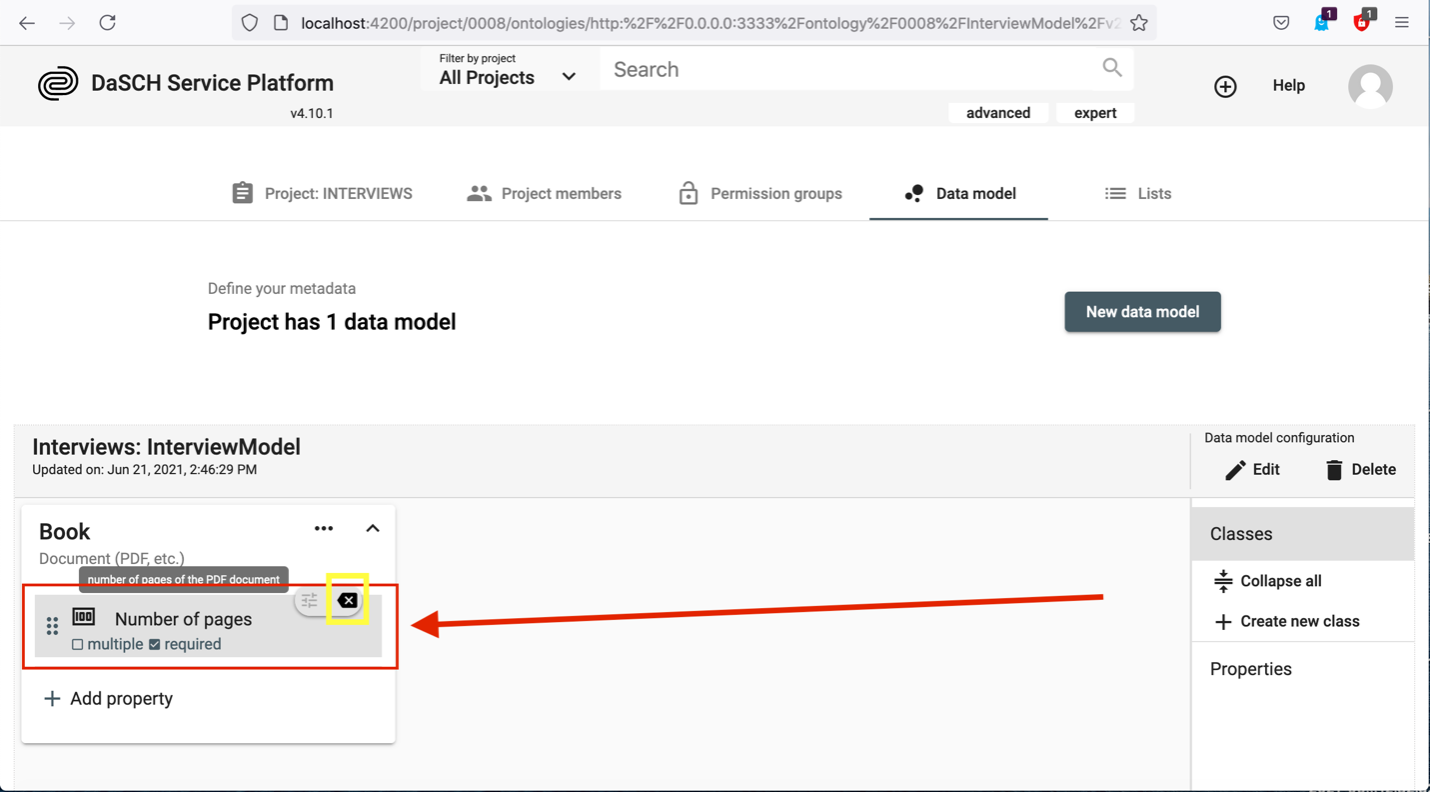 localhost:4200/project/0008/ontologies/http:%2F%2F0.0.0.0:3333%2Fontology%2F0008%2FInterviewModel%2Fv2
1
1
DaSCH Service Platform
v4.10.1
Filter by project
All Projects
Search
advanced
expert
Help
Project: INTERVIEWS
Project members
Permission groups
Data model
Lists
Define your metadata
Project has 1 data model
New data model
Interviews: InterviewModel
Updated on: Jun 21, 2021, 2:46:29 PM
Data model configuration
Edit
Delete
Book
Document (PDF, etc.)
number of pages of the PDF document
100
Number of pages
multiple
required
Add property
Classes
Collapse all
Create new class
Properties